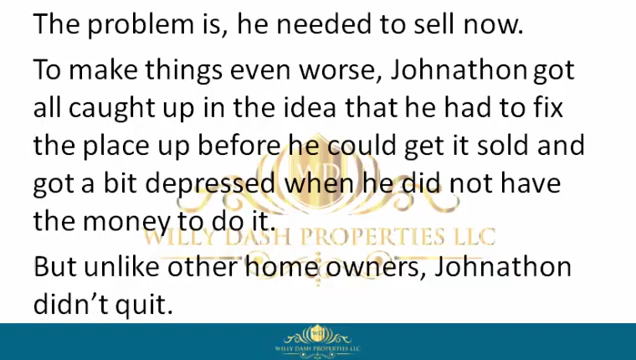 The problem is, he needed to sell now.
To make things even worse, Johnathon got
all caught up in the idea that he had to fix
the place up before he could get it sold and
got a bit depressed when he did not have
the money to do it.
WILLY DASH PROPERTIES LLC
But unlike other home owners, Johnathon
didn’t quit.
WILLY DASH PROPERTIES LLC